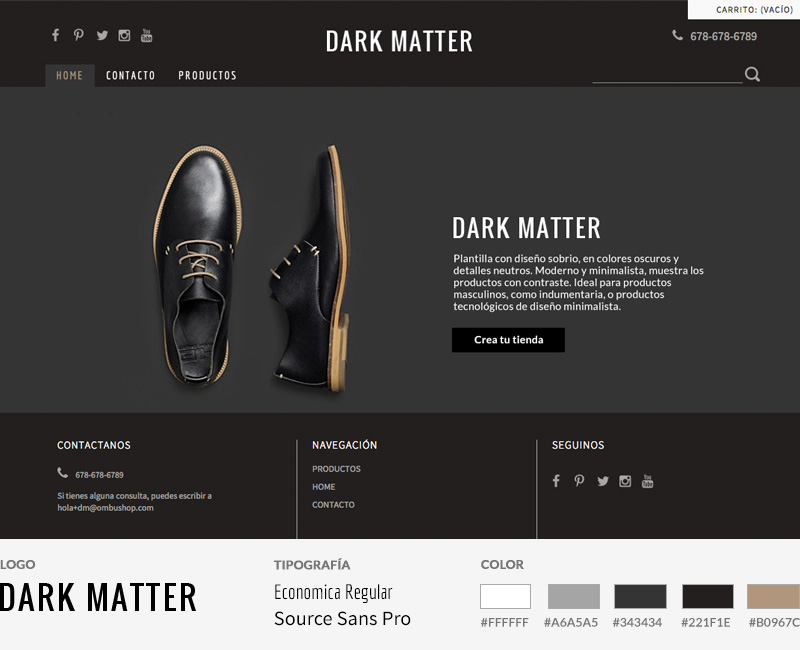 CARRITO: (VACÍO)
DARK MATTER
678-678-6789
HOME CONTACTO PRODUCTOS
DARK MATTER
Plantilla con diseño sobrio, en colores oscuros y
detalles neutros. Moderno y minimalista, muestra los
productos con contraste. Ideal para productos
masculinos, como indumentaria, o productos
tecnológicos de diseño minimalista.
Crea tu tienda
CONTACTANOS
678-678-6789
Si tienes alguna consulta, puedes escribir a
hola+dm@ombushop.com
NAVEGACIÓN
PRODUCTOS
HOME
CONTACTO
SEGUINOS
LOGO
DARK MATTER
TIPOGRAFÍA
Economica Regular
Source Sans Pro
COLOR
#FFFFFF #A6A5A5 #343434 #221F1E #B0967C